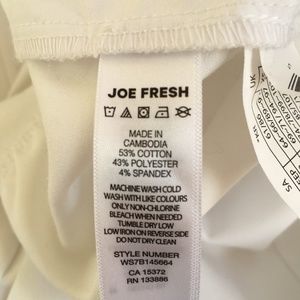 JOE FRESH
MADE IN
CAMBODIA
53% COTTON
43% POLYESTER
4% SPANDEX
MACHINE WASH COLD
WASH WITH LIKE COLOURS
ONLY NON-CHLORINE
BLEACH WHEN NEEDED
TUMBLE DRY LOW
LOW IRON ON REVERSE SIDE
DO NOT DRY CLEAN
STYLE NUMBER
WS7B145664
CA 15372
RN 133886
UK
SA